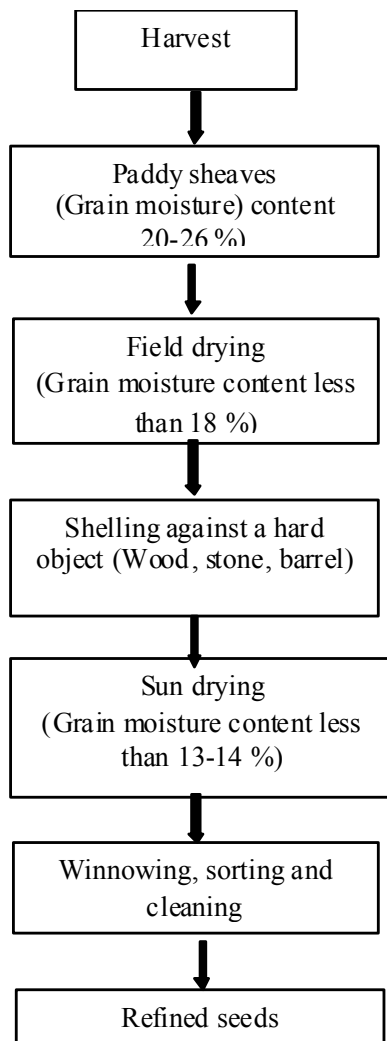 Harvest
Paddy sheaves
(Grain moisture) content
20-26 %)
Field drying
(Grain moisture content less
than 18 %)
Shelling against a hard
object (Wood, stone, barrel)
Sun drying
(Grain moisture content less
than 13-14 %)
Winnowing, sorting and
cleaning
Refined seeds